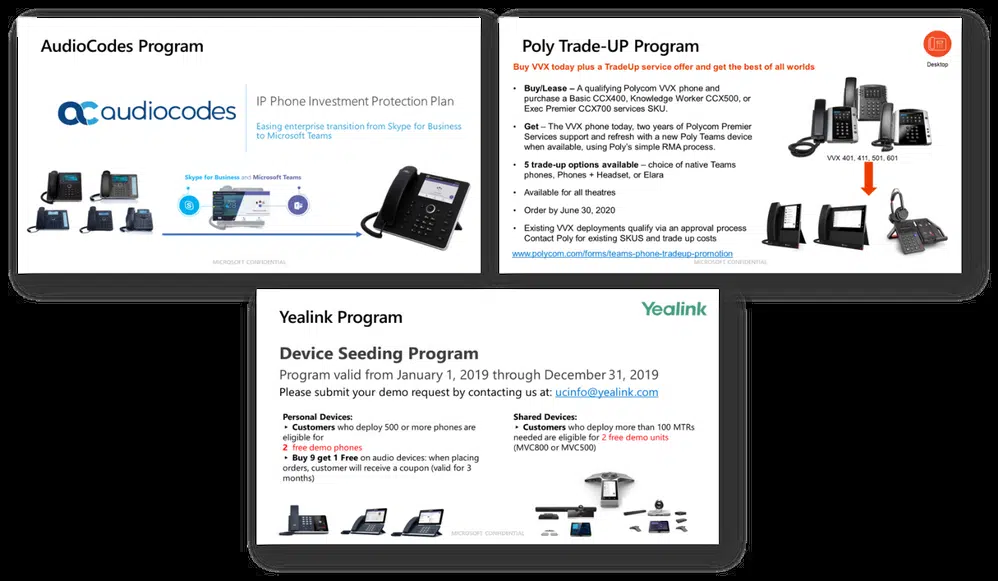 AudioCodes Program
audiocodes
IP Phone Investment Protection Plan
Easing enterprise transition from Skype for Business
to Microsoft Teams
Skype for Business and Microsoft Teams
MICROSOFT CONFIDENTIAL
Poly Trade-UP Program
Desktop
Buy VVX today plus a TradeUp service offer and get the best of all worlds
• Buy/Lease – A qualifying Polycom VVX phone and
purchase a Basic CCX400, Knowledge Worker CCX500, or
Exec Premier CCX700 services SKU.
• Get – The VVX phone today, two years of Polycom Premier
Services support and refresh with a new Poly Teams device
when available, using Poly's simple RMA process.
• 5 trade-up options available – choice of native Teams
phones, Phones + Headset, or Elara
• Available for all theatres
• Order by June 30, 2020
• Existing VVX deployments qualify via an approval process
Contact Poly for existing SKUS and trade up costs
www.polycom.com/forms/teams-phone-tradeup-promotion
VVX 401, 411, 501, 601
MICROSOFT CONFIDENTIAL
Yealink Program
Yealink
Device Seeding Program
Program valid from January 1, 2019 through December 31, 2019
Please submit your demo request by contacting us at: ucinfo@yealink.com
Personal Devices:
• Customers who deploy 500 or more phones are
eligible for
2 free demo phones
• Buy 9 get 1 Free on audio devices: when placing
orders, customer will receive a coupon (valid for 3
months)
Shared Devices:
• Customers who deploy more than 100 MTRs
needed are eligible for 2 free demo units
(MVC800 or MVC500)
MICROSOFT CONFIDENTIAL